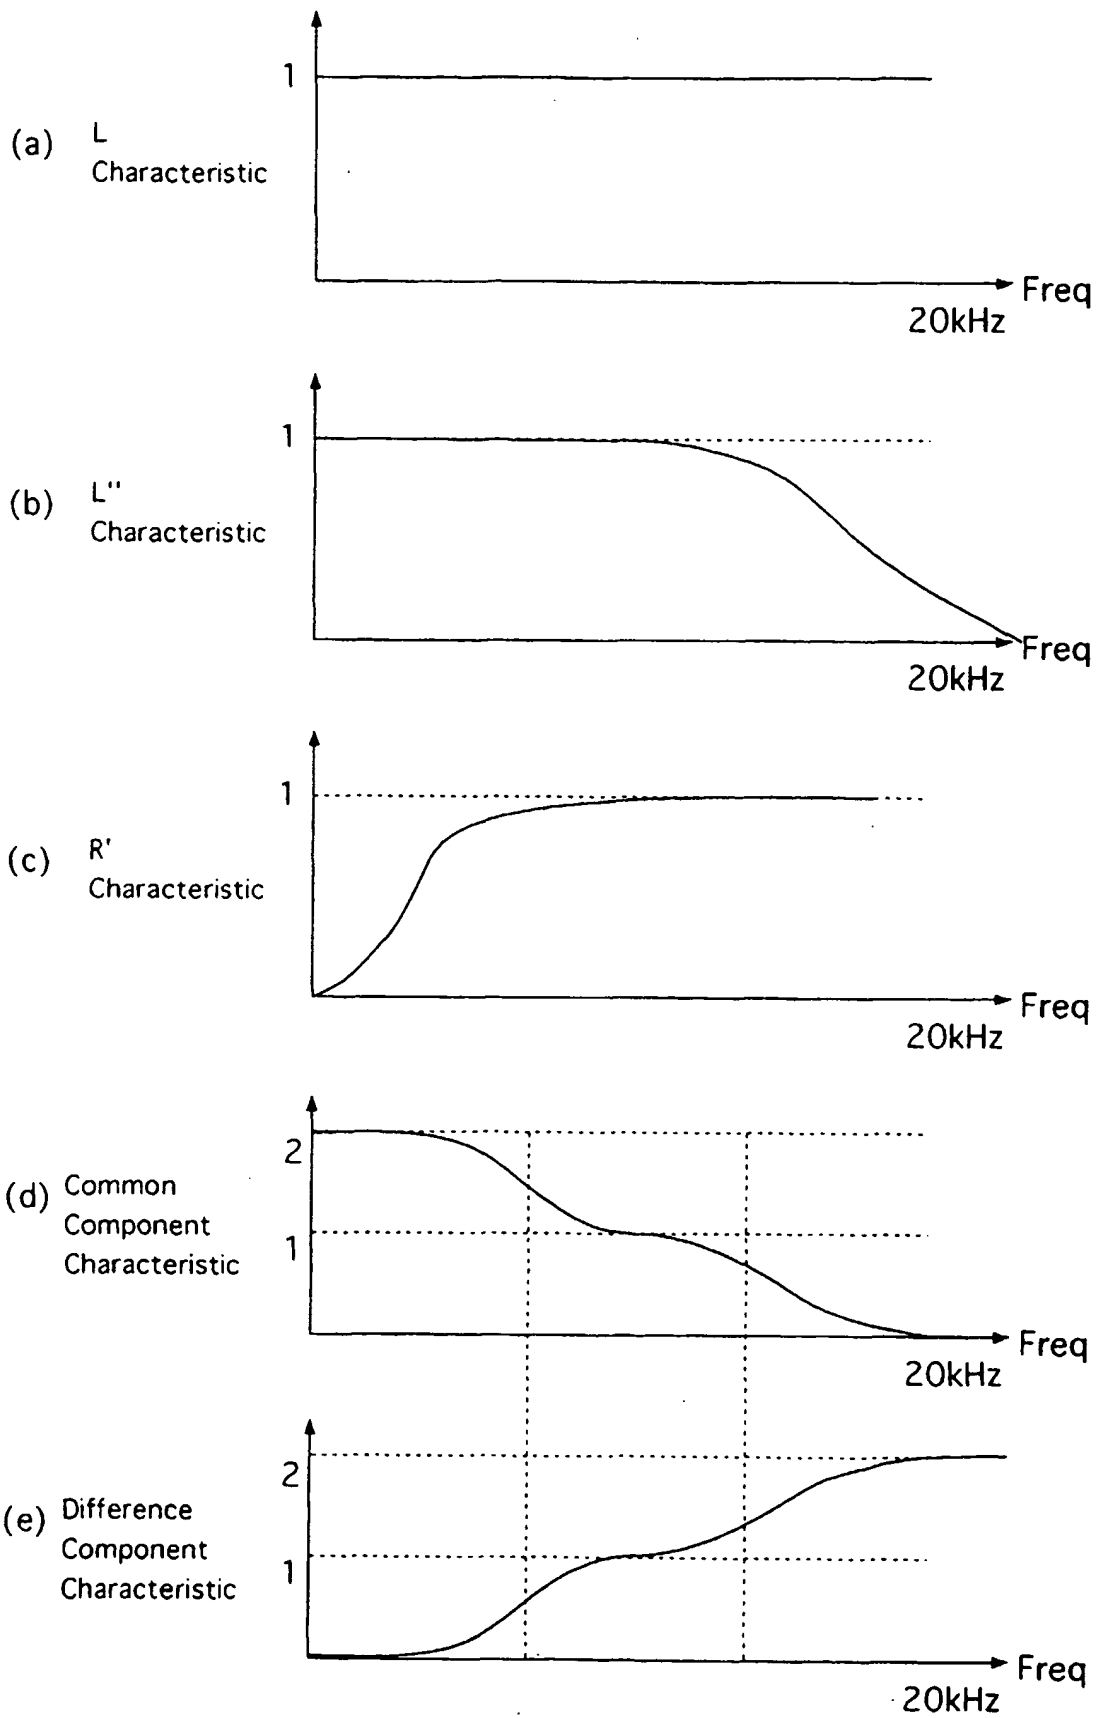 1
(a) L
Characteristic
Freq
20kHz
1
(b) L"
Characteristic
Freq
20kHz
1
(c) R'
Characteristic
Freq
20kHz
2
(d) Common
Component
1
Characteristic
Freq
20kHz
2
(e) Difference
Component
1
Characteristic
Freq
20kHz